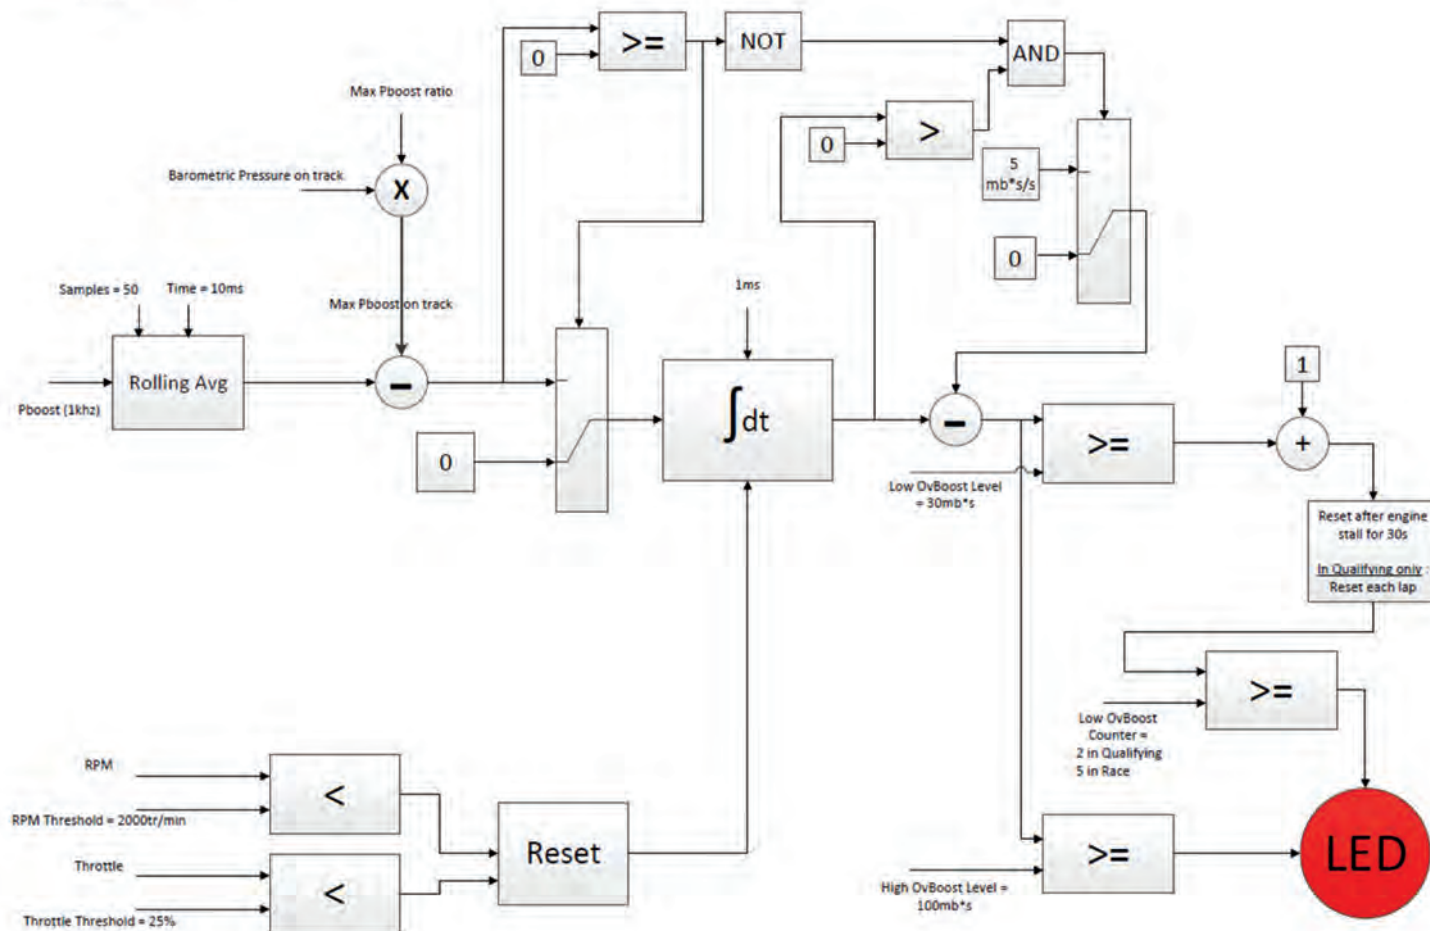 >=
0
NOT
AND
Max Pboost ratio
>
0
Barometric Pressure on track
X
5
mb*s/s
0
Samples = 50
Time = 10ms
1ms
Max Pboost on track
Rolling Avg
Pboost (1khz)
-
∫dt
-
1
>=
+
0
Low OvBoost Level
= 30mb*s
Reset after engine
stall for 30s
In Qualifying only :
Reset each lap
>=
Low OvBoost
Counter =
2 in Qualifying
5 in Race
RPM
<
RPM Threshold = 2000tr/min
Reset
Throttle
<
Throttle Threshold = 25%
>=
High OvBoost Level =
100mb*s
LED